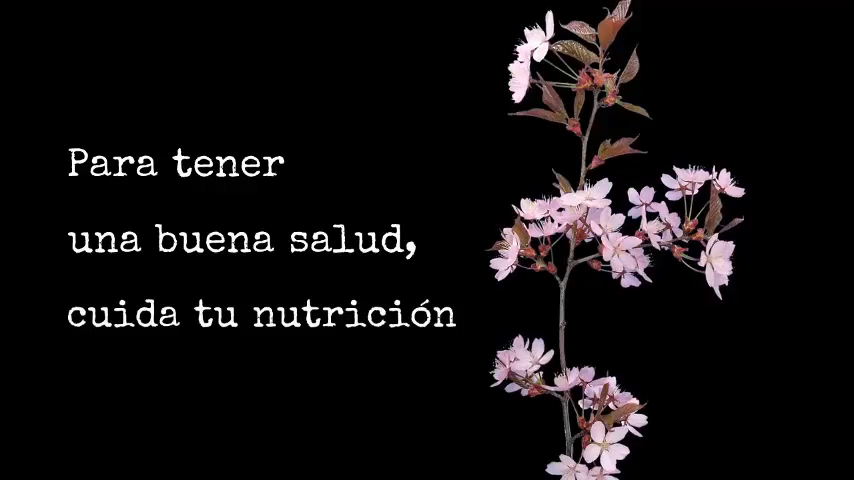 Para tener
una buena salud,
cuida tu nutrición